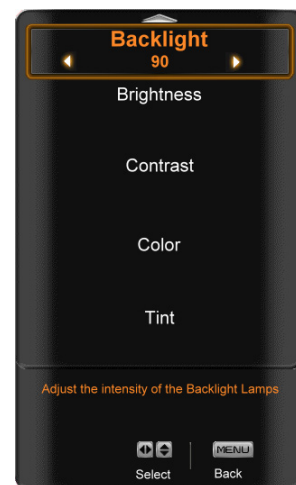 Backlight
90
Brightness
Contrast
Color
Tint
Adjust the intensity of the Backlight Lamps
MENU
Select Back